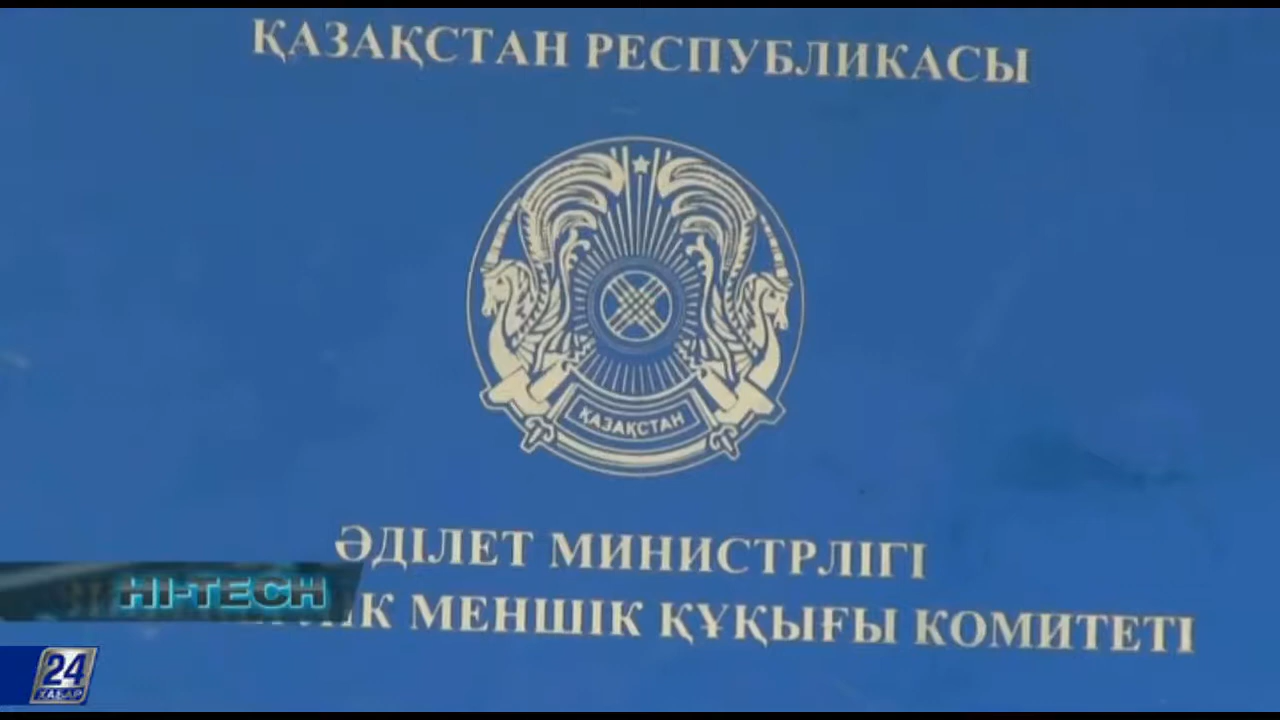 ҚАЗАҚСТАН РЕСПУБЛИКАСЫ
ҚАЗАҚСТАН
ӘДІЛЕТ МИНИСТРЛІГІ
МЕНШІК ҚҰҚЫҒЫ КОМИТЕТІ
HI-TECH
24
ХАБАР